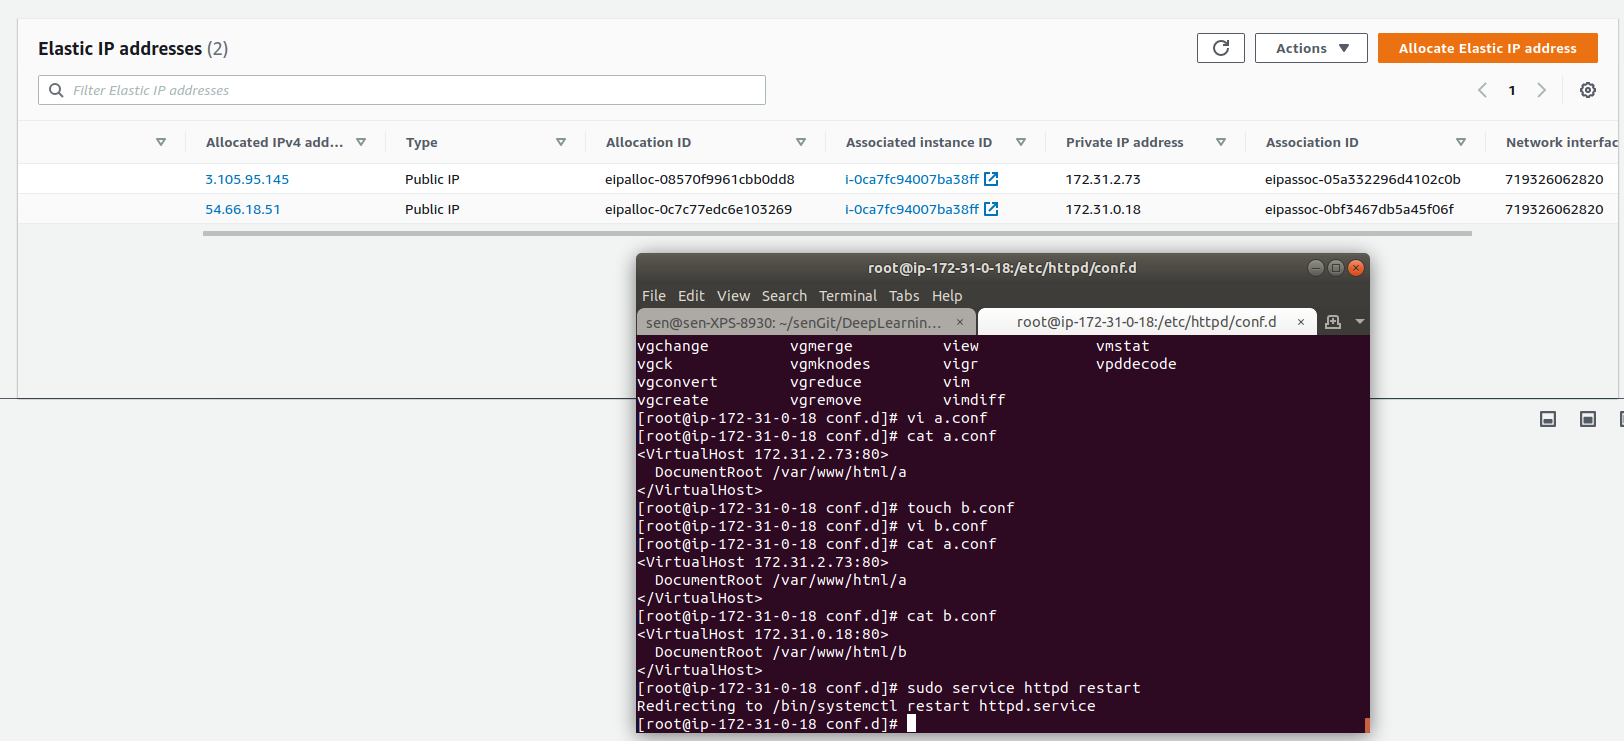 Elastic IP addresses (2)
Actions
Allocate Elastic IP address
Filter Elastic IP addresses
1
Allocated IPv4 add... Type Allocation ID Associated instance ID Private IP address Association ID Network interfac
3.105.95.145 Public IP eipalloc-08570f9961cbb0dd8 i-0ca7fc94007ba38ff 172.31.2.73 eipassoc-05a332296d4102c0b 719326062820
54.66.18.51 Public IP eipalloc-0c7c77edc6e103269 i-0ca7fc94007ba38ff 172.31.0.18 eipassoc-0bf3467db5a45f06f 719326062820
root@ip-172-31-0-18:/etc/httpd/conf.d
File Edit View Search Terminal Tabs Help
sen@sen-XPS-8930: ~/senGit/DeepLearnin... ×
root@ip-172-31-0-18:/etc/httpd/conf.d ×
vgchange vgmerge view vmstat
vgck vgmknodes vigr vpddecode
vgconvert vgreduce vim
vgcreate vgremove vimdiff
[root@ip-172-31-0-18 conf.d]# vi a.conf
[root@ip-172-31-0-18 conf.d]# cat a.conf
<VirtualHost 172.31.2.73:80>
  DocumentRoot /var/www/html/a
</VirtualHost>
[root@ip-172-31-0-18 conf.d]# touch b.conf
[root@ip-172-31-0-18 conf.d]# vi b.conf
[root@ip-172-31-0-18 conf.d]# cat a.conf
<VirtualHost 172.31.2.73:80>
  DocumentRoot /var/www/html/a
</VirtualHost>
[root@ip-172-31-0-18 conf.d]# cat b.conf
<VirtualHost 172.31.0.18:80>
  DocumentRoot /var/www/html/b
</VirtualHost>
[root@ip-172-31-0-18 conf.d]# sudo service httpd restart
Redirecting to /bin/systemctl restart httpd.service
[root@ip-172-31-0-18 conf.d]#